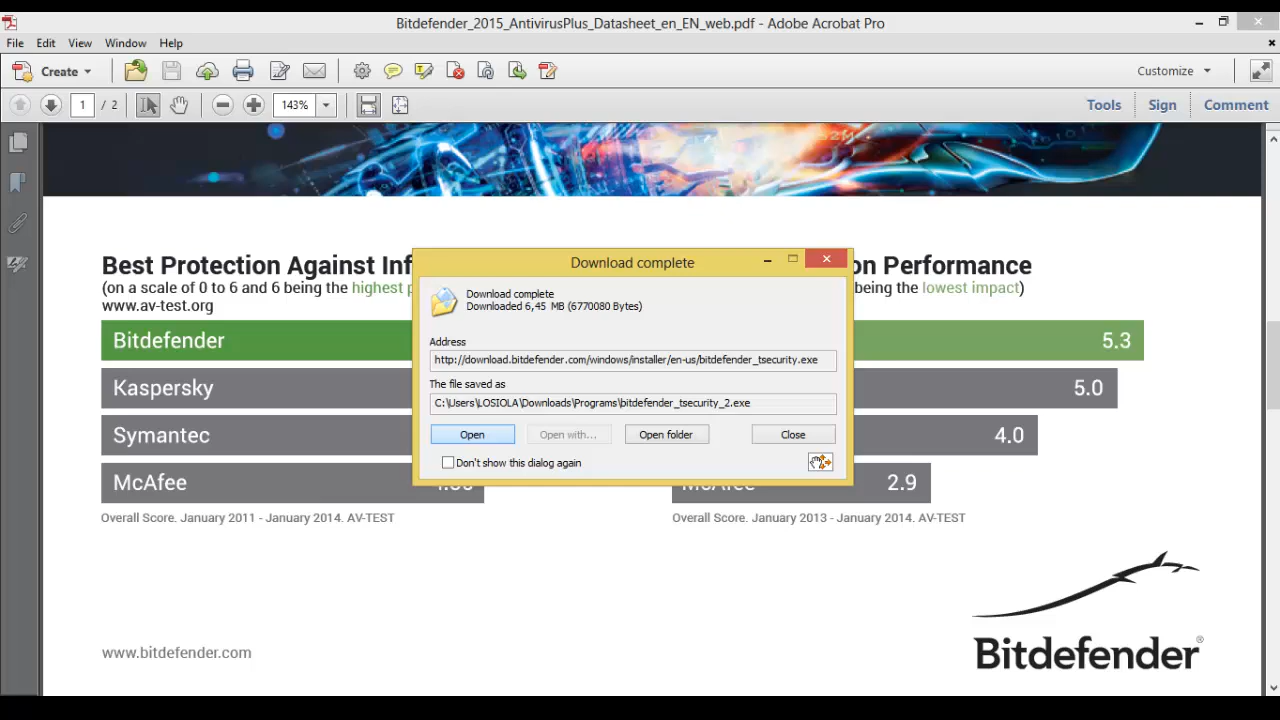 Bitdefender_2015_AntivirusPlus_Datasheet_en_EN_web.pdf - Adobe Acrobat Pro
File Edit View Window Help
Create
Customize
1 / 2
143%
Tools Sign Comment
Best Protection Against Inf
on Performance
(on a scale of 0 to 6 and 6 being the highest p
being the lowest impact)
www.av-test.org
Bitdefender
5.3
Kaspersky
5.0
Symantec
4.0
McAfee
McAfee 2.9
Overall Score. January 2011 - January 2014. AV-TEST
Overall Score. January 2013 - January 2014. AV-TEST
Download complete
Download complete
Downloaded 6,45 MB (6770080 Bytes)
Address
http://download.bitdefender.com/windows/installer/en-us/bitdefender_tsecurity.exe
The file saved as
C:\Users\LOSIOLA\Downloads\Programs\bitdefender_tsecurity_2.exe
Open Open with... Open folder Close
Don't show this dialog again
www.bitdefender.com
Bitdefender®